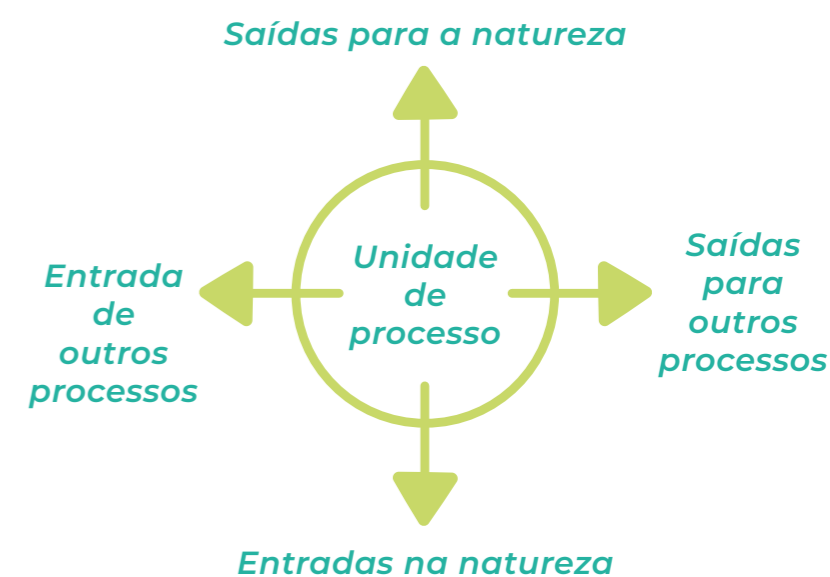 Saídas para a natureza
Entrada
de
outros
processos
Unidade
de
processo
Saídas
para
outros
processos
Entradas na natureza